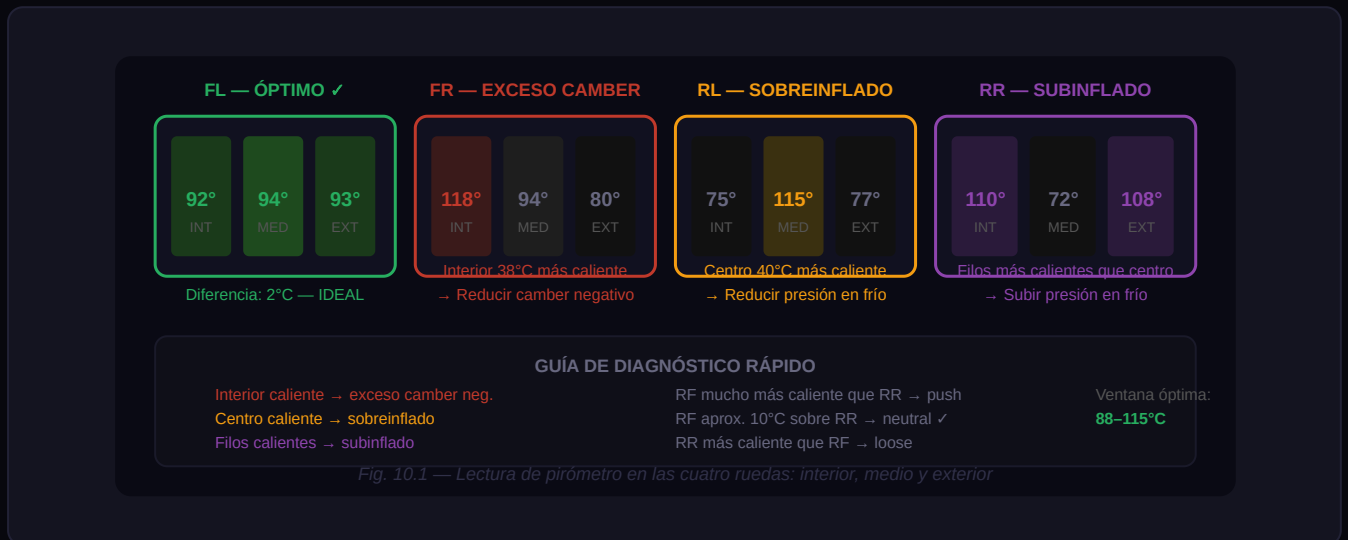 FL — ÓPTIMO ✓
92° 94° 93°
INT MED EXT
Diferencia: 2°C — IDEAL
FR — EXCESO CAMBER
118° 94° 80°
INT MED EXT
Interior 38°C más caliente
→ Reducir camber negativo
RL — SOBREINFLADO
75° 115° 77°
INT MED EXT
Centro 40°C más caliente
→ Reducir presión en frío
RR — SUBINFLADO
110° 72° 108°
INT MED EXT
Filos más calientes que centro
→ Subir presión en frío
GUÍA DE DIAGNÓSTICO RÁPIDO
Interior caliente → exceso camber neg.
Centro caliente → sobreinflado
Filos calientes → subinflado
RF mucho más caliente que RR → push
RF aprox. 10°C sobre RR → neutral ✓
RR más caliente que RF → loose
Ventana óptima:
88–115°C
Fig. 10.1 — Lectura de pirómetro en las cuatro ruedas: interior, medio y exterior